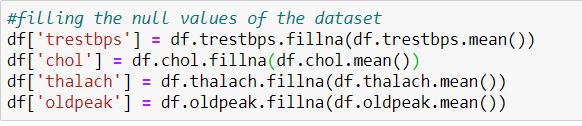 #filling the null values of the dataset
df['trestbps'] = df.trestbps.fillna(df.trestbps.mean())
df['chol'] = df.chol.fillna(df.chol.mean())
df['thalach'] = df.thalach.fillna(df.thalach.mean())
df['oldpeak'] = df.oldpeak.fillna(df.oldpeak.mean())